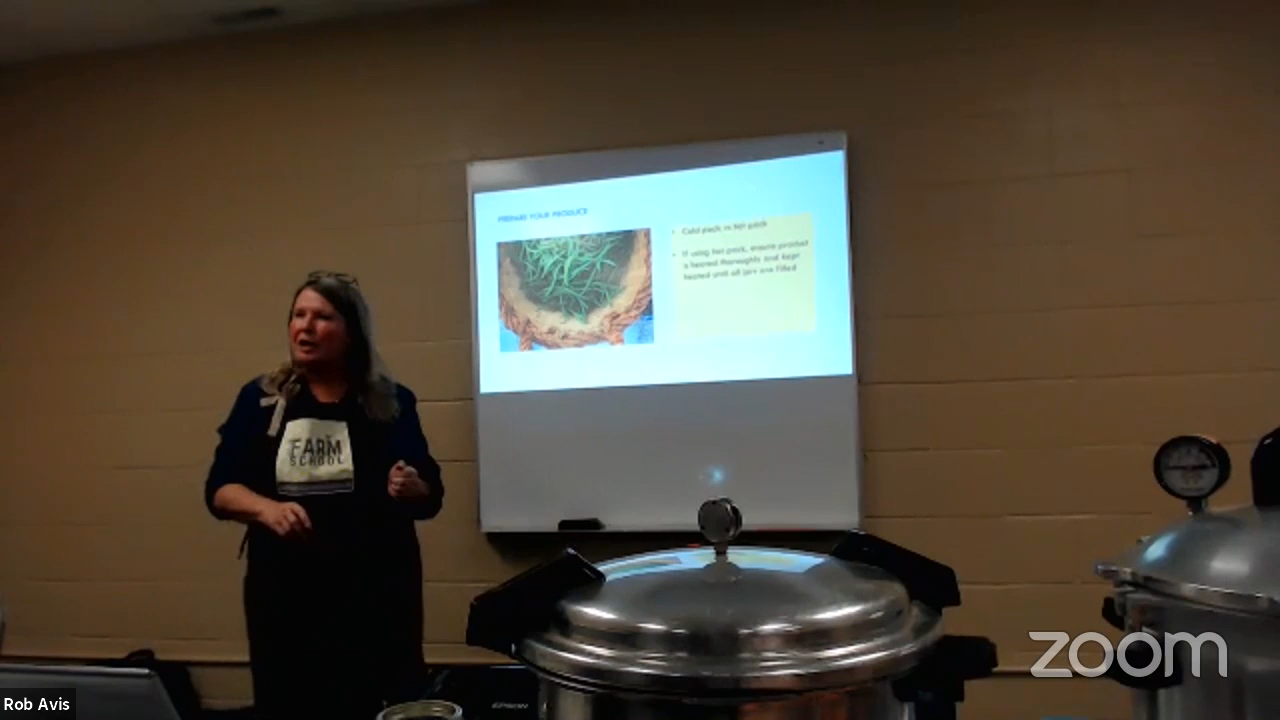 PREPARE YOUR PRODUCE
• Cold pack vs hot pack
• If using hot pack, ensure product
is heated thoroughly and kept
heated until all jars are filled
FARM
SCHOOL
EPSON
zoom
Rob Avis